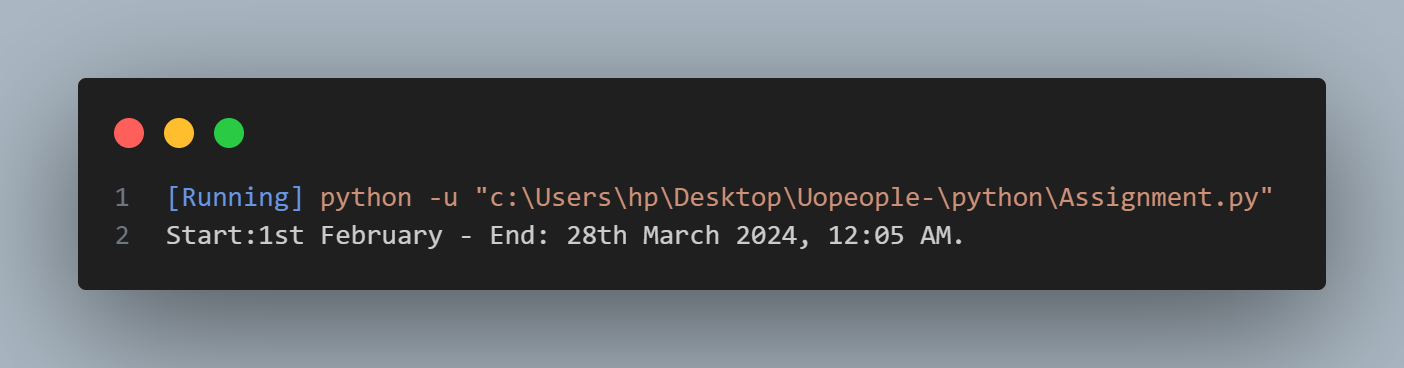 1 [Running] python -u "c:\Users\hp\Desktop\Uopeople-\python\Assignment.py"
2 Start:1st February - End: 28th March 2024, 12:05 AM.